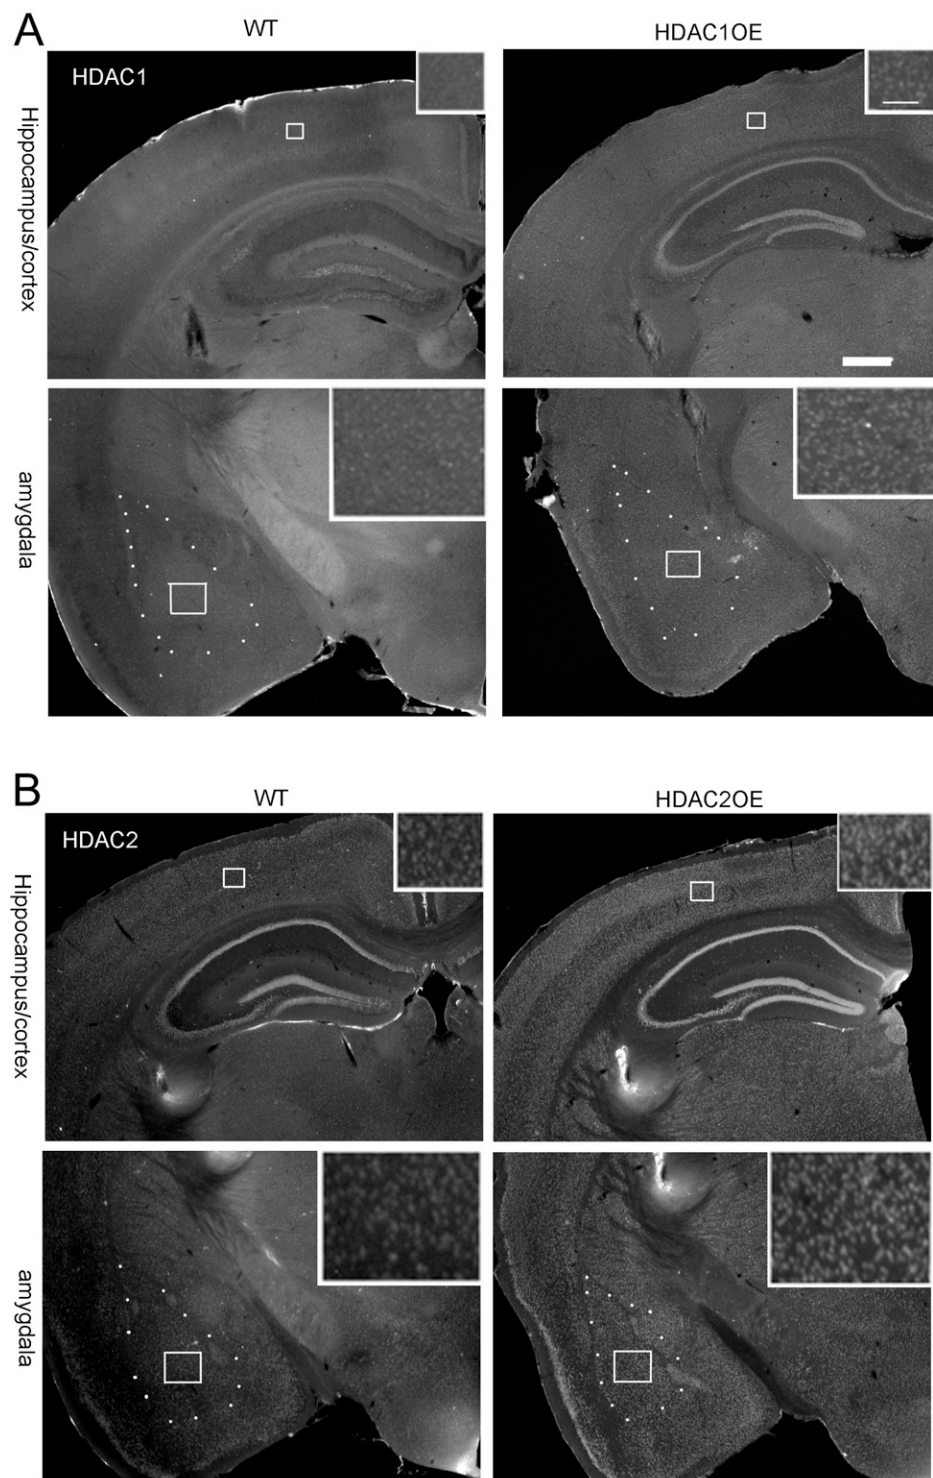 A
WT
HDAC1OE
HDAC1
Hippocampus/cortex
amygdala
B
WT
HDAC2OE
HDAC2
Hippocampus/cortex
amygdala